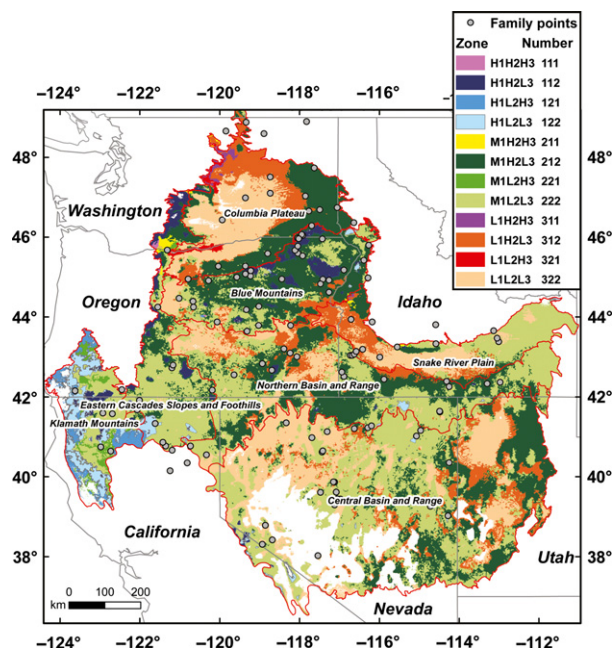 Family points
Zone Number
H1H2H3 111
H1H2L3 112
H1L2H3 121
H1L2L3 122
M1H2H3 211
M1H2L3 212
M1L2H3 221
M1L2L3 222
L1H2H3 311
L1H2L3 312
L1L2H3 321
L1L2L3 322
−124 −122 −120 −118 −116
48°
46°
44°
42°
40°
38°
Washington
Columbia Plateau
Oregon
Blue Mountains
Idaho
Snake River Plain
Northern Basin and Range
Eastern Cascades Slopes and Foothills
Klamath Mountains
Central Basin and Range
California
Utah
Nevada
km 0 100 200
48°
46°
44°
42°
40°
38°
−124 −122 −120 −118 −116 −114 −112